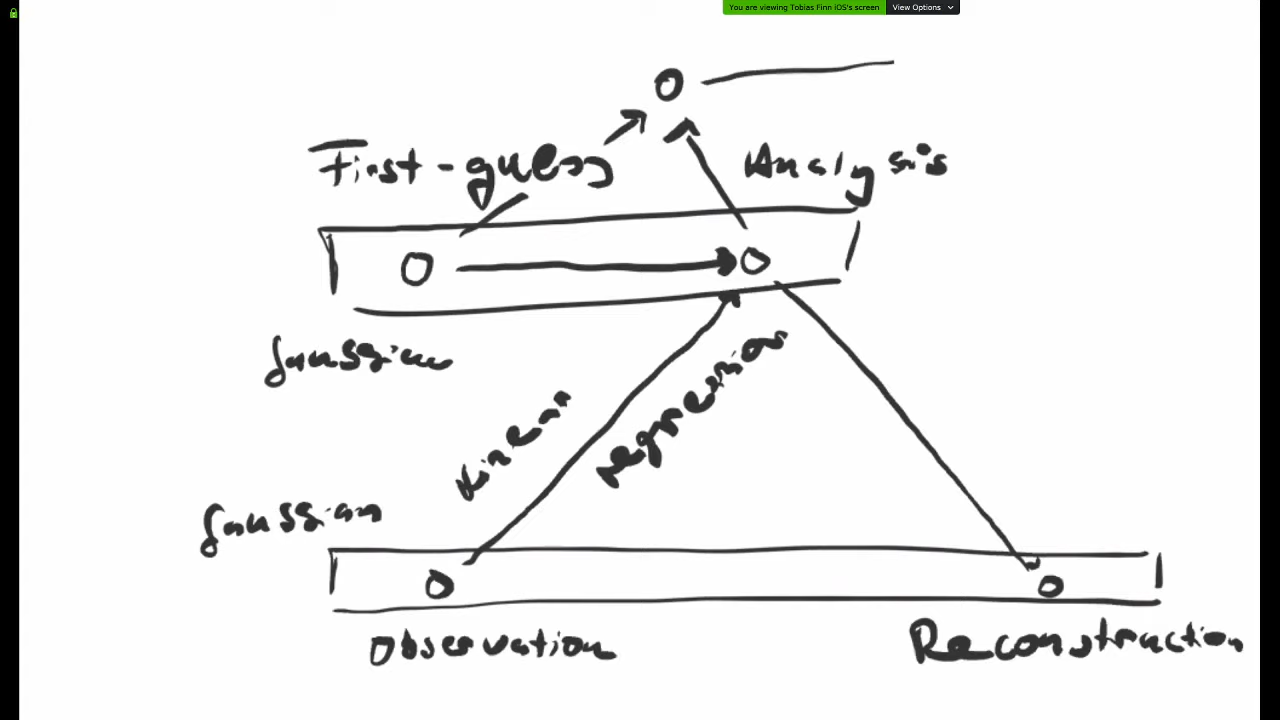 You are viewing Tobias Finn iOS's screen
View Options
First-guess
Analysis
Gaussian
Linear
regression
Gaussian
Observation
Reconstruction